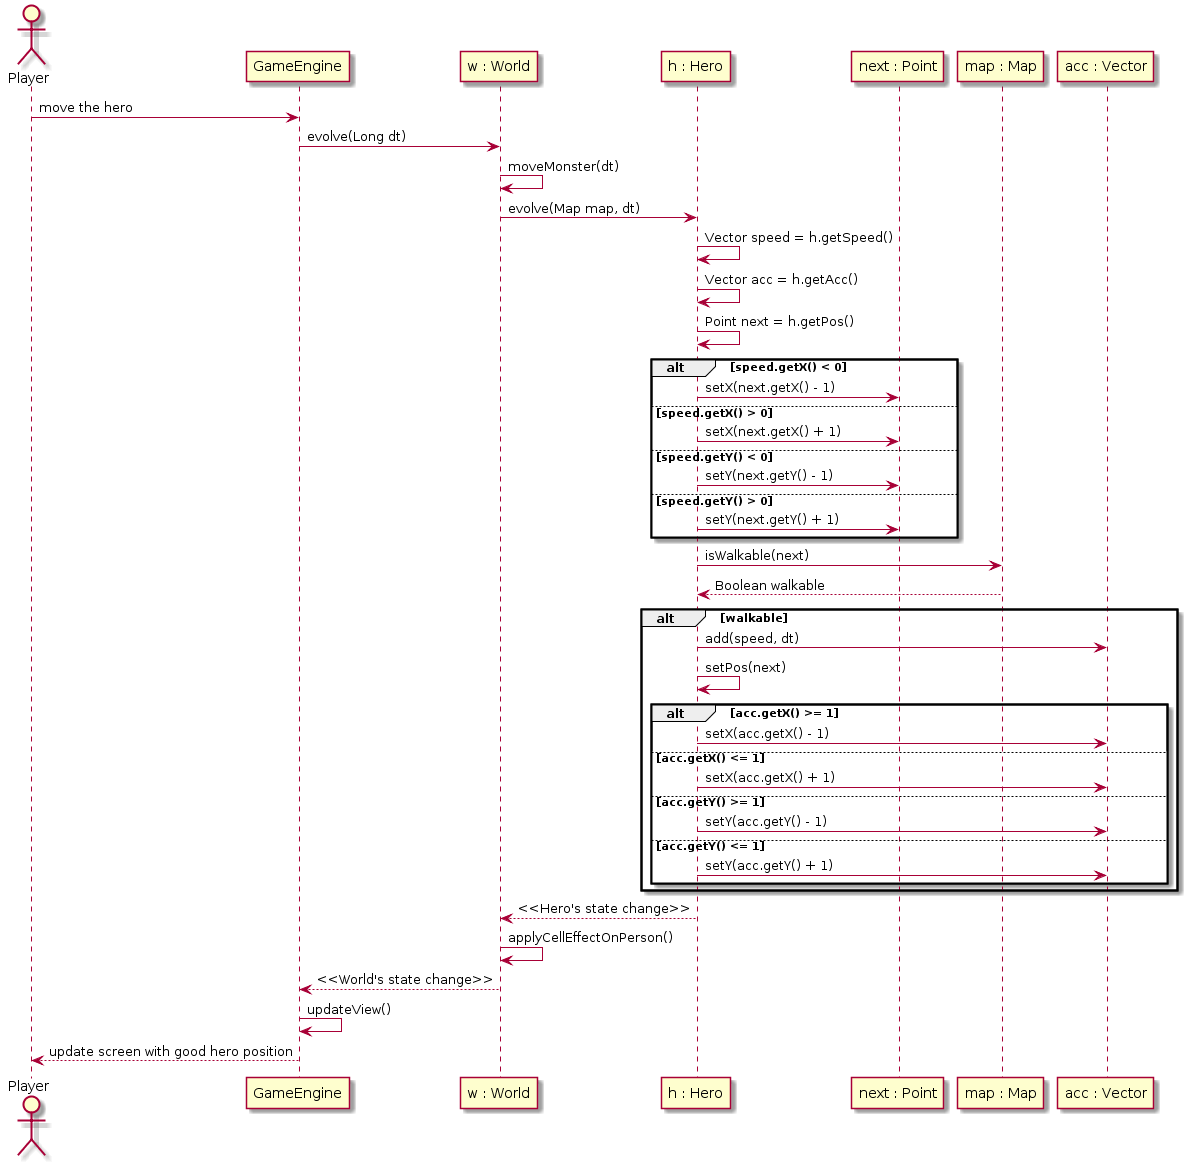 Player
GameEngine
w : World
h : Hero
next : Point
map : Map
acc : Vector
move the hero
evolve(Long dt)
moveMonster(dt)
evolve(Map map, dt)
Vector speed = h.getSpeed()
Vector acc = h.getAcc()
Point next = h.getPos()
alt [speed.getX() < 0]
setX(next.getX() - 1)
[speed.getX() > 0]
setX(next.getX() + 1)
[speed.getY() < 0]
setY(next.getY() - 1)
[speed.getY() > 0]
setY(next.getY() + 1)
isWalkable(next)
Boolean walkable
alt [walkable]
add(speed, dt)
setPos(next)
alt [acc.getX() >= 1]
setX(acc.getX() - 1)
[acc.getX() <= 1]
setX(acc.getX() + 1)
[acc.getY() >= 1]
setY(acc.getY() - 1)
[acc.getY() <= 1]
setY(acc.getY() + 1)
<<Hero's state change>>
applyCellEffectOnPerson()
<<World's state change>>
updateView()
update screen with good hero position
Player
GameEngine
w : World
h : Hero
next : Point
map : Map
acc : Vector